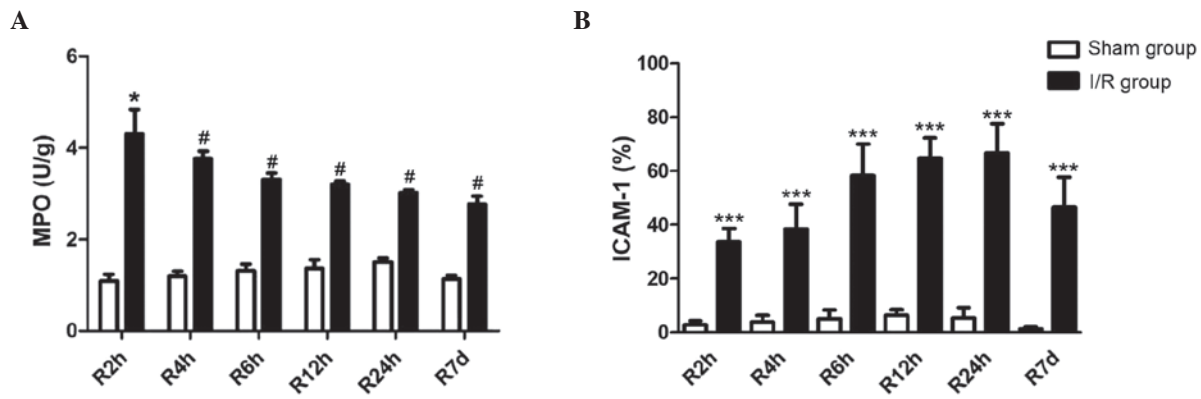 A
MPO (U/g)
6
4
2
0
* # # # # #
R2h R4h R6h R12h R24h R7d
B
Sham group
I/R group
ICAM-1 (%)
100
80
60
40
20
0
*** *** *** *** *** ***
R2h R4h R6h R12h R24h R7d